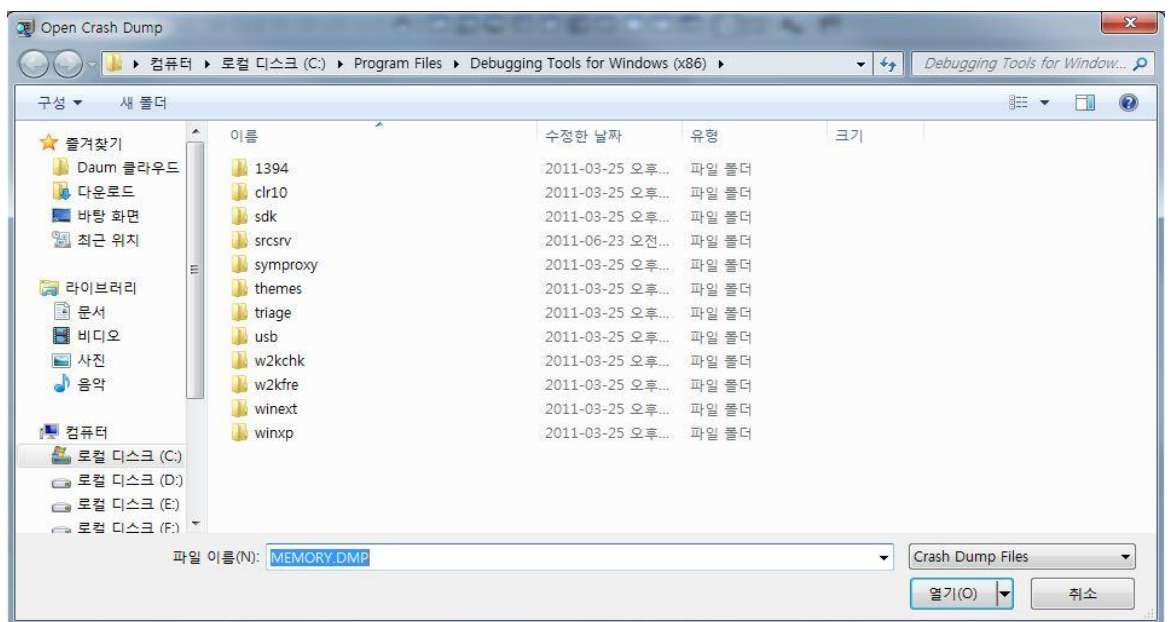 Open Crash Dump
컴퓨터 ▸ 로컬 디스크 (C:) ▸ Program Files ▸ Debugging Tools for Windows (x86) ▸
Debugging Tools for Window...
구성 새 폴더
이름 수정한 날짜 유형 크기
즐겨찾기
Daum 클라우드
다운로드
바탕 화면
최근 위치
라이브러리
문서
비디오
사진
음악
컴퓨터
로컬 디스크 (C:)
로컬 디스크 (D:)
로컬 디스크 (E:)
로컬 디스크 (F:)
1394 2011-03-25 오후... 파일 폴더
clr10 2011-03-25 오후... 파일 폴더
sdk 2011-03-25 오후... 파일 폴더
srcsrv 2011-06-23 오전... 파일 폴더
symproxy 2011-03-25 오후... 파일 폴더
themes 2011-03-25 오후... 파일 폴더
triage 2011-03-25 오후... 파일 폴더
usb 2011-03-25 오후... 파일 폴더
w2kchk 2011-03-25 오후... 파일 폴더
w2kfre 2011-03-25 오후... 파일 폴더
winext 2011-03-25 오후... 파일 폴더
winxp 2011-03-25 오후... 파일 폴더
파일 이름(N): MEMORY.DMP Crash Dump Files
열기(O) 취소